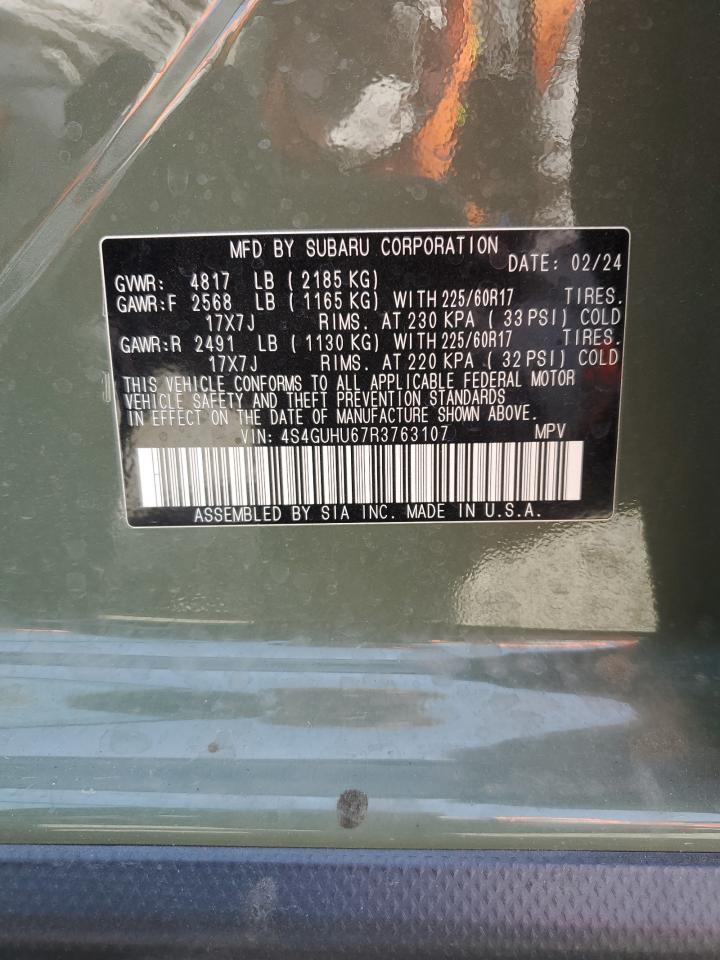 MFD BY SUBARU CORPORATION
DATE: 02/24
GVWR: 4817 LB ( 2185 KG)
GAWR:F 2568 LB ( 1165 KG) WITH 225/60R17 TIRES.
17X7J RIMS. AT 230 KPA ( 33 PSI) COLD
GAWR:R 2491 LB ( 1130 KG) WITH 225/60R17 TIRES.
17X7J RIMS. AT 220 KPA ( 32 PSI) COLD
THIS VEHICLE CONFORMS TO ALL APPLICABLE FEDERAL MOTOR
VEHICLE SAFETY AND THEFT PREVENTION STANDARDS
IN EFFECT ON THE DATE OF MANUFACTURE SHOWN ABOVE.
VIN: 4S4GUHU67R3763107 MPV
ASSEMBLED BY SIA INC. MADE IN U.S.A.